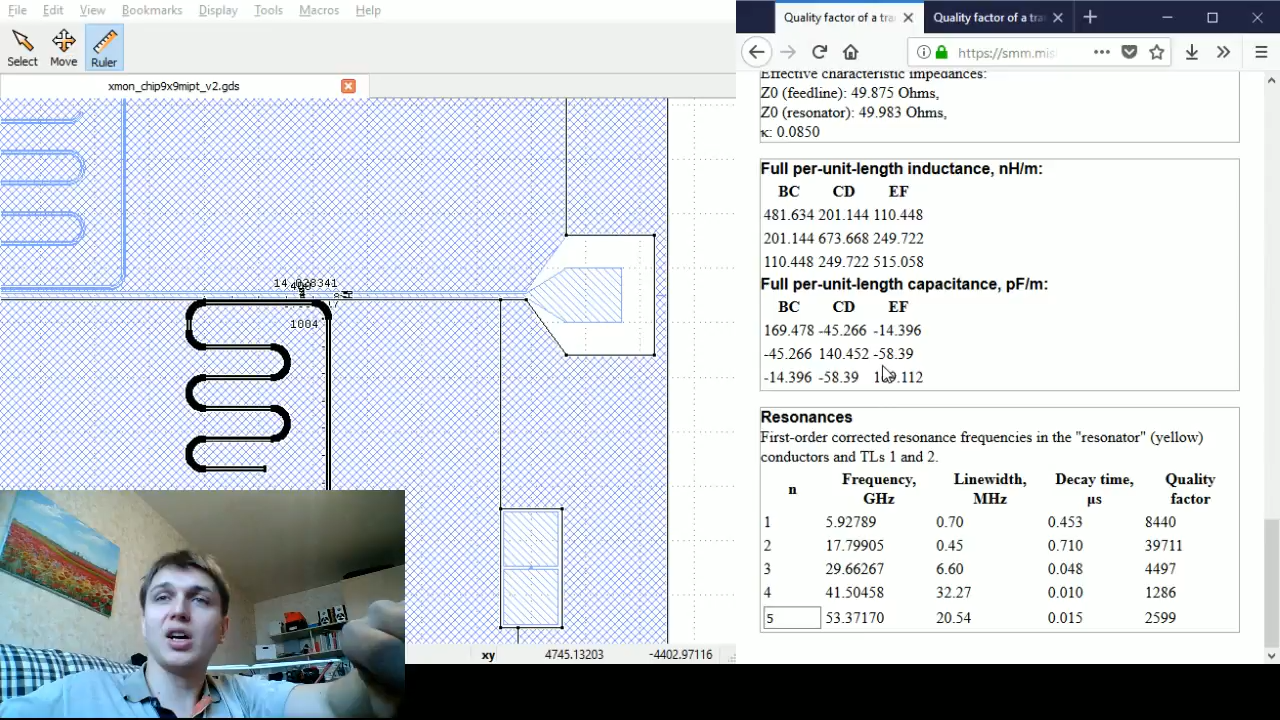 File Edit View Bookmarks Display Tools Macros Help
Select Move Ruler
xmon_chip9x9mipt_v2.gds
14.028341
1004
xy 4745.13203 -4402.97116
Quality factor of a tra
Quality factor of a tra
https://smm.mis
Effective characteristic impedances:
Z0 (feedline): 49.875 Ohms,
Z0 (resonator): 49.983 Ohms,
κ: 0.0850
Full per-unit-length inductance, nH/m:
BC CD EF
481.634 201.144 110.448
201.144 673.668 249.722
110.448 249.722 515.058
Full per-unit-length capacitance, pF/m:
BC CD EF
169.478 -45.266 -14.396
-45.266 140.452 -58.39
-14.396 -58.39
Resonances
First-order corrected resonance frequencies in the "resonator" (yellow)
conductors and TLs 1 and 2.
n Frequency, GHz Linewidth, MHz Decay time, μs Quality factor
1 5.92789 0.70 0.453 8440
2 17.79905 0.45 0.710 39711
3 29.66267 6.60 0.048 4497
4 41.50458 32.27 0.010 1286
5 53.37170 20.54 0.015 2599